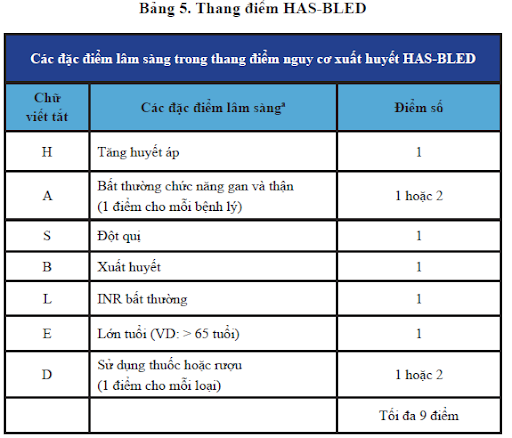 Bảng 5. Thang điểm HAS-BLED
Các đặc điểm lâm sàng trong thang điểm nguy cơ xuất huyết HAS-BLED
Chữ
viết tắt
Các đặc điểm lâm sàngª
Điểm số
H
Tăng huyết áp
1
A
Bất thường chức năng gan và thận
(1 điểm cho mỗi bệnh lý)
1 hoặc 2
S
Đột quị
1
B
Xuất huyết
1
L
INR bất thường
1
E
Lớn tuổi (VD: > 65 tuổi)
1
D
Sử dụng thuốc hoặc rượu
(1 điểm cho mỗi loại)
1 hoặc 2
Tối đa 9 điểm